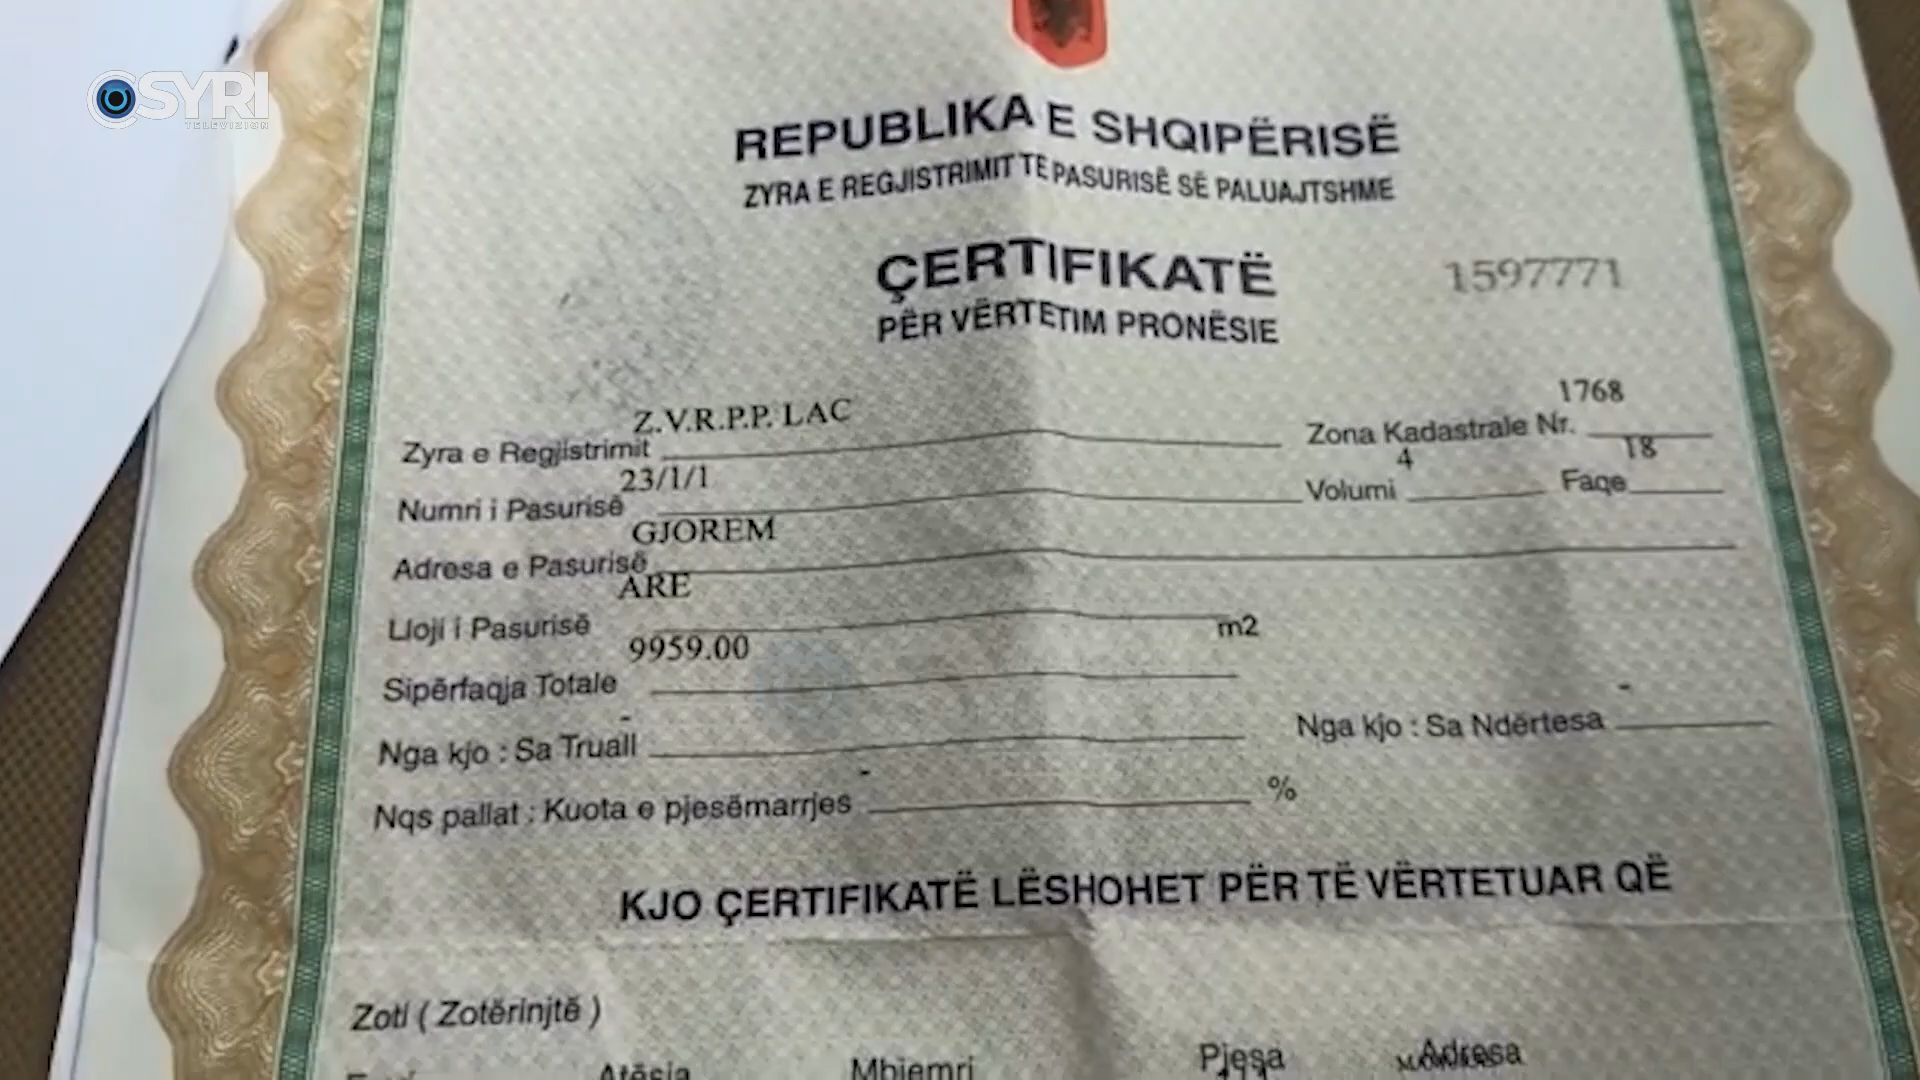 SYRI
TELEVIZION
REPUBLIKA E SHQIPËRISË
ZYRA E REGJISTRIMIT TË PASURISË SË PALUAJTSHME
ÇERTIFIKATË
1597771
PËR VËRTETIM PRONËSIE
Zyra e Regjistrimit Z.V.R.P.P. LAC Zona Kadastrale Nr. 1768
Numri i Pasurisë 23/1/1 Volumi 4 Faqe 18
Adresa e Pasurisë GJOREM
Lloji i Pasurisë ARE
Sipërfaqja Totale 9959.00 m2
Nga kjo : Sa Truall - Nga kjo : Sa Ndërtesa -
Nqs pallat : Kuota e pjesëmarrjes - %
KJO ÇERTIFIKATË LËSHOHET PËR TË VËRTETUAR QË
Zoti ( Zotërinjtë )
Atësia Mbiemri Pjesa Adresa